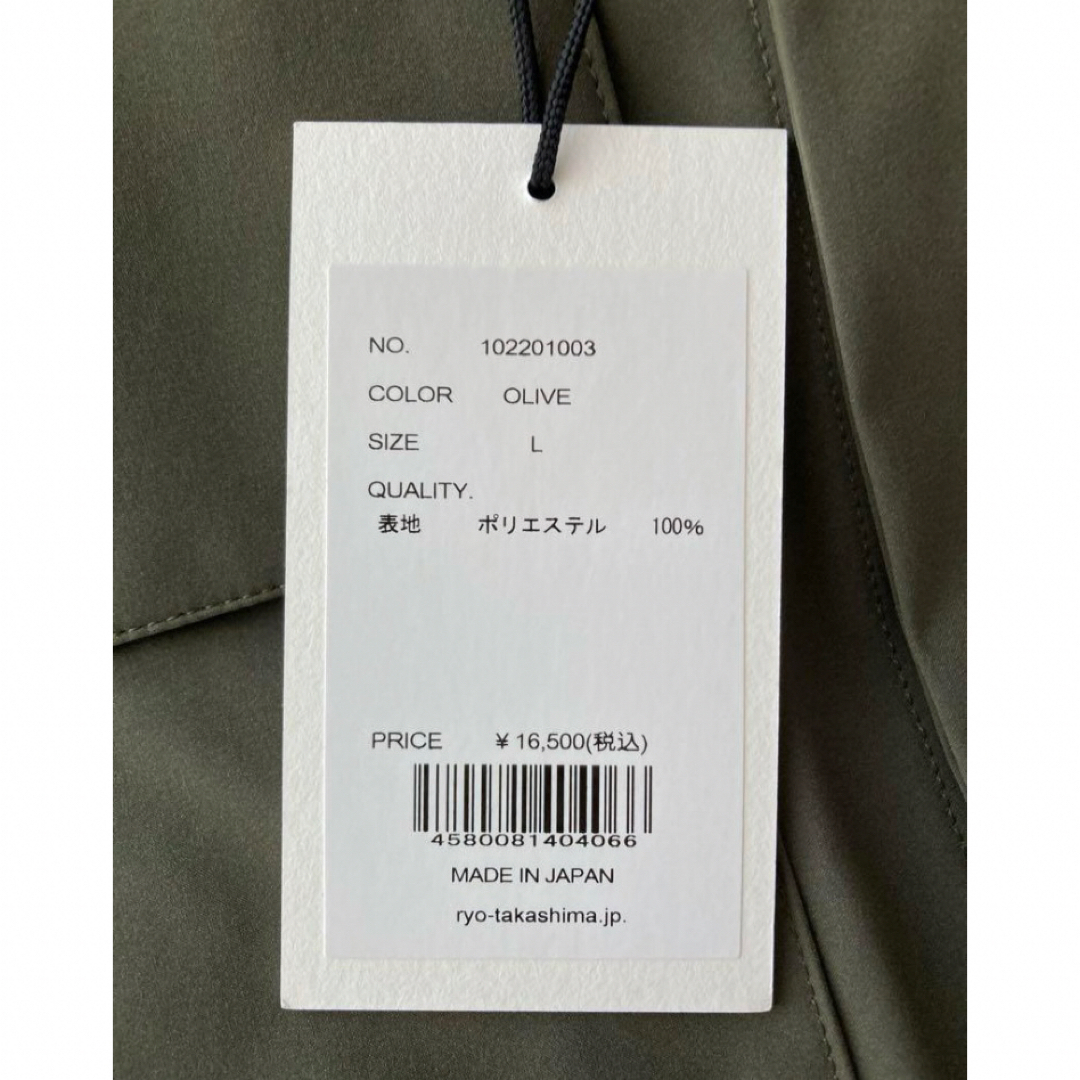 NO. 102201003
COLOR OLIVE
SIZE L
QUALITY.
表地 ポリエステル 100%
PRICE ¥16,500(税込)
4580081404066
MADE IN JAPAN
ryo-takashima.jp.